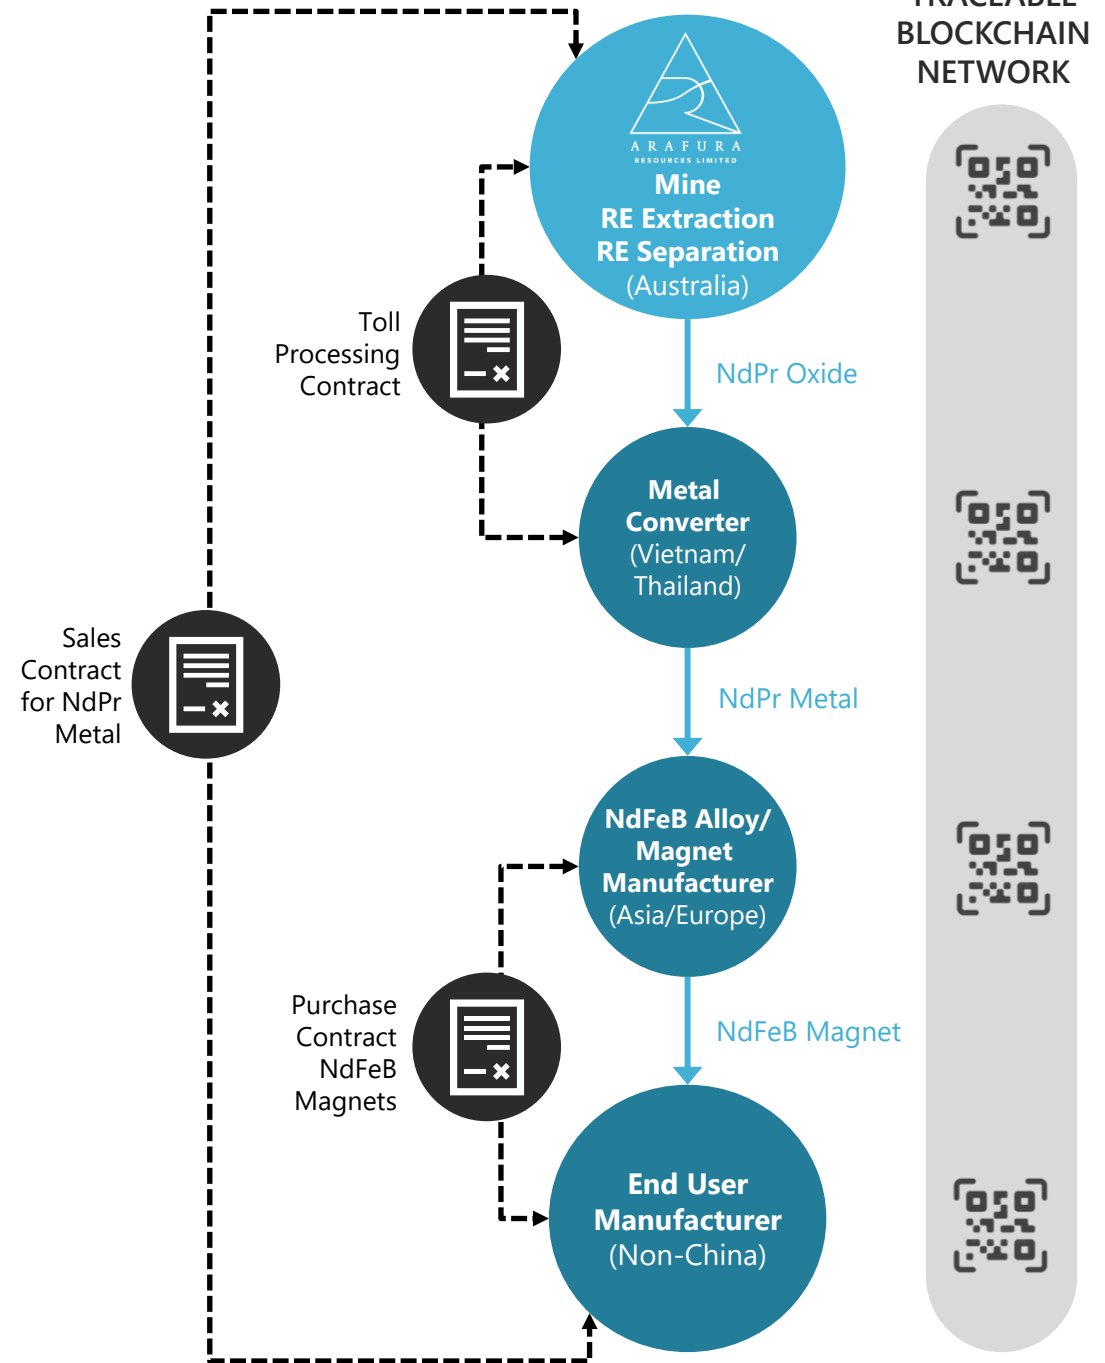 TRACEABLE
BLOCKCHAIN
NETWORK
ARAFURA
RESOURCES LIMITED
Mine
RE Extraction
RE Separation
(Australia)
Toll
Processing
Contract
NdPr Oxide
Metal
Converter
(Vietnam/
Thailand)
Sales
Contract
for NdPr
Metal
NdPr Metal
NdFeB Alloy/
Magnet
Manufacturer
(Asia/Europe)
Purchase
Contract
NdFeB
Magnets
NdFeB Magnet
End User
Manufacturer
(Non-China)